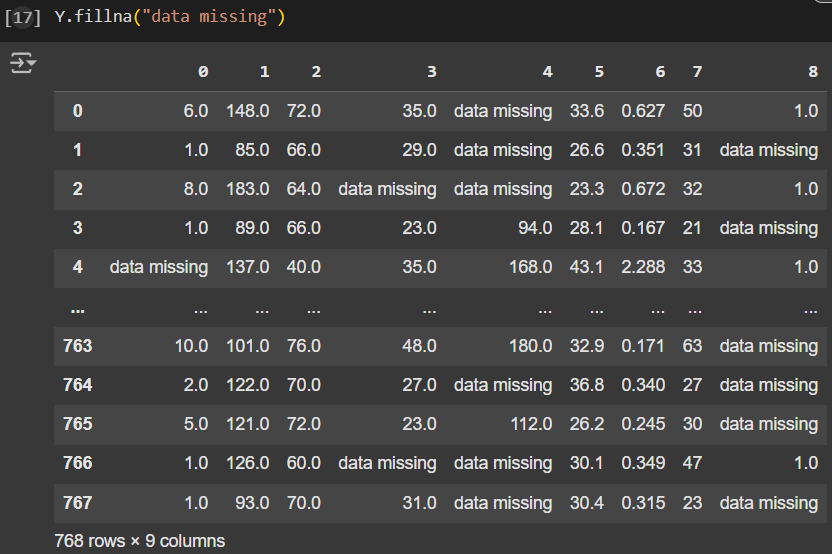 [17] Y.fillna("data missing")
0 1 2 3 4 5 6 7 8
0 6.0 148.0 72.0 35.0 data missing 33.6 0.627 50 1.0
1 1.0 85.0 66.0 29.0 data missing 26.6 0.351 31 data missing
2 8.0 183.0 64.0 data missing data missing 23.3 0.672 32 1.0
3 1.0 89.0 66.0 23.0 94.0 28.1 0.167 21 data missing
4 data missing 137.0 40.0 35.0 168.0 43.1 2.288 33 1.0
... ... ... ... ... ... ... ... ... ...
763 10.0 101.0 76.0 48.0 180.0 32.9 0.171 63 data missing
764 2.0 122.0 70.0 27.0 data missing 36.8 0.340 27 data missing
765 5.0 121.0 72.0 23.0 112.0 26.2 0.245 30 data missing
766 1.0 126.0 60.0 data missing data missing 30.1 0.349 47 1.0
767 1.0 93.0 70.0 31.0 data missing 30.4 0.315 23 data missing
768 rows × 9 columns